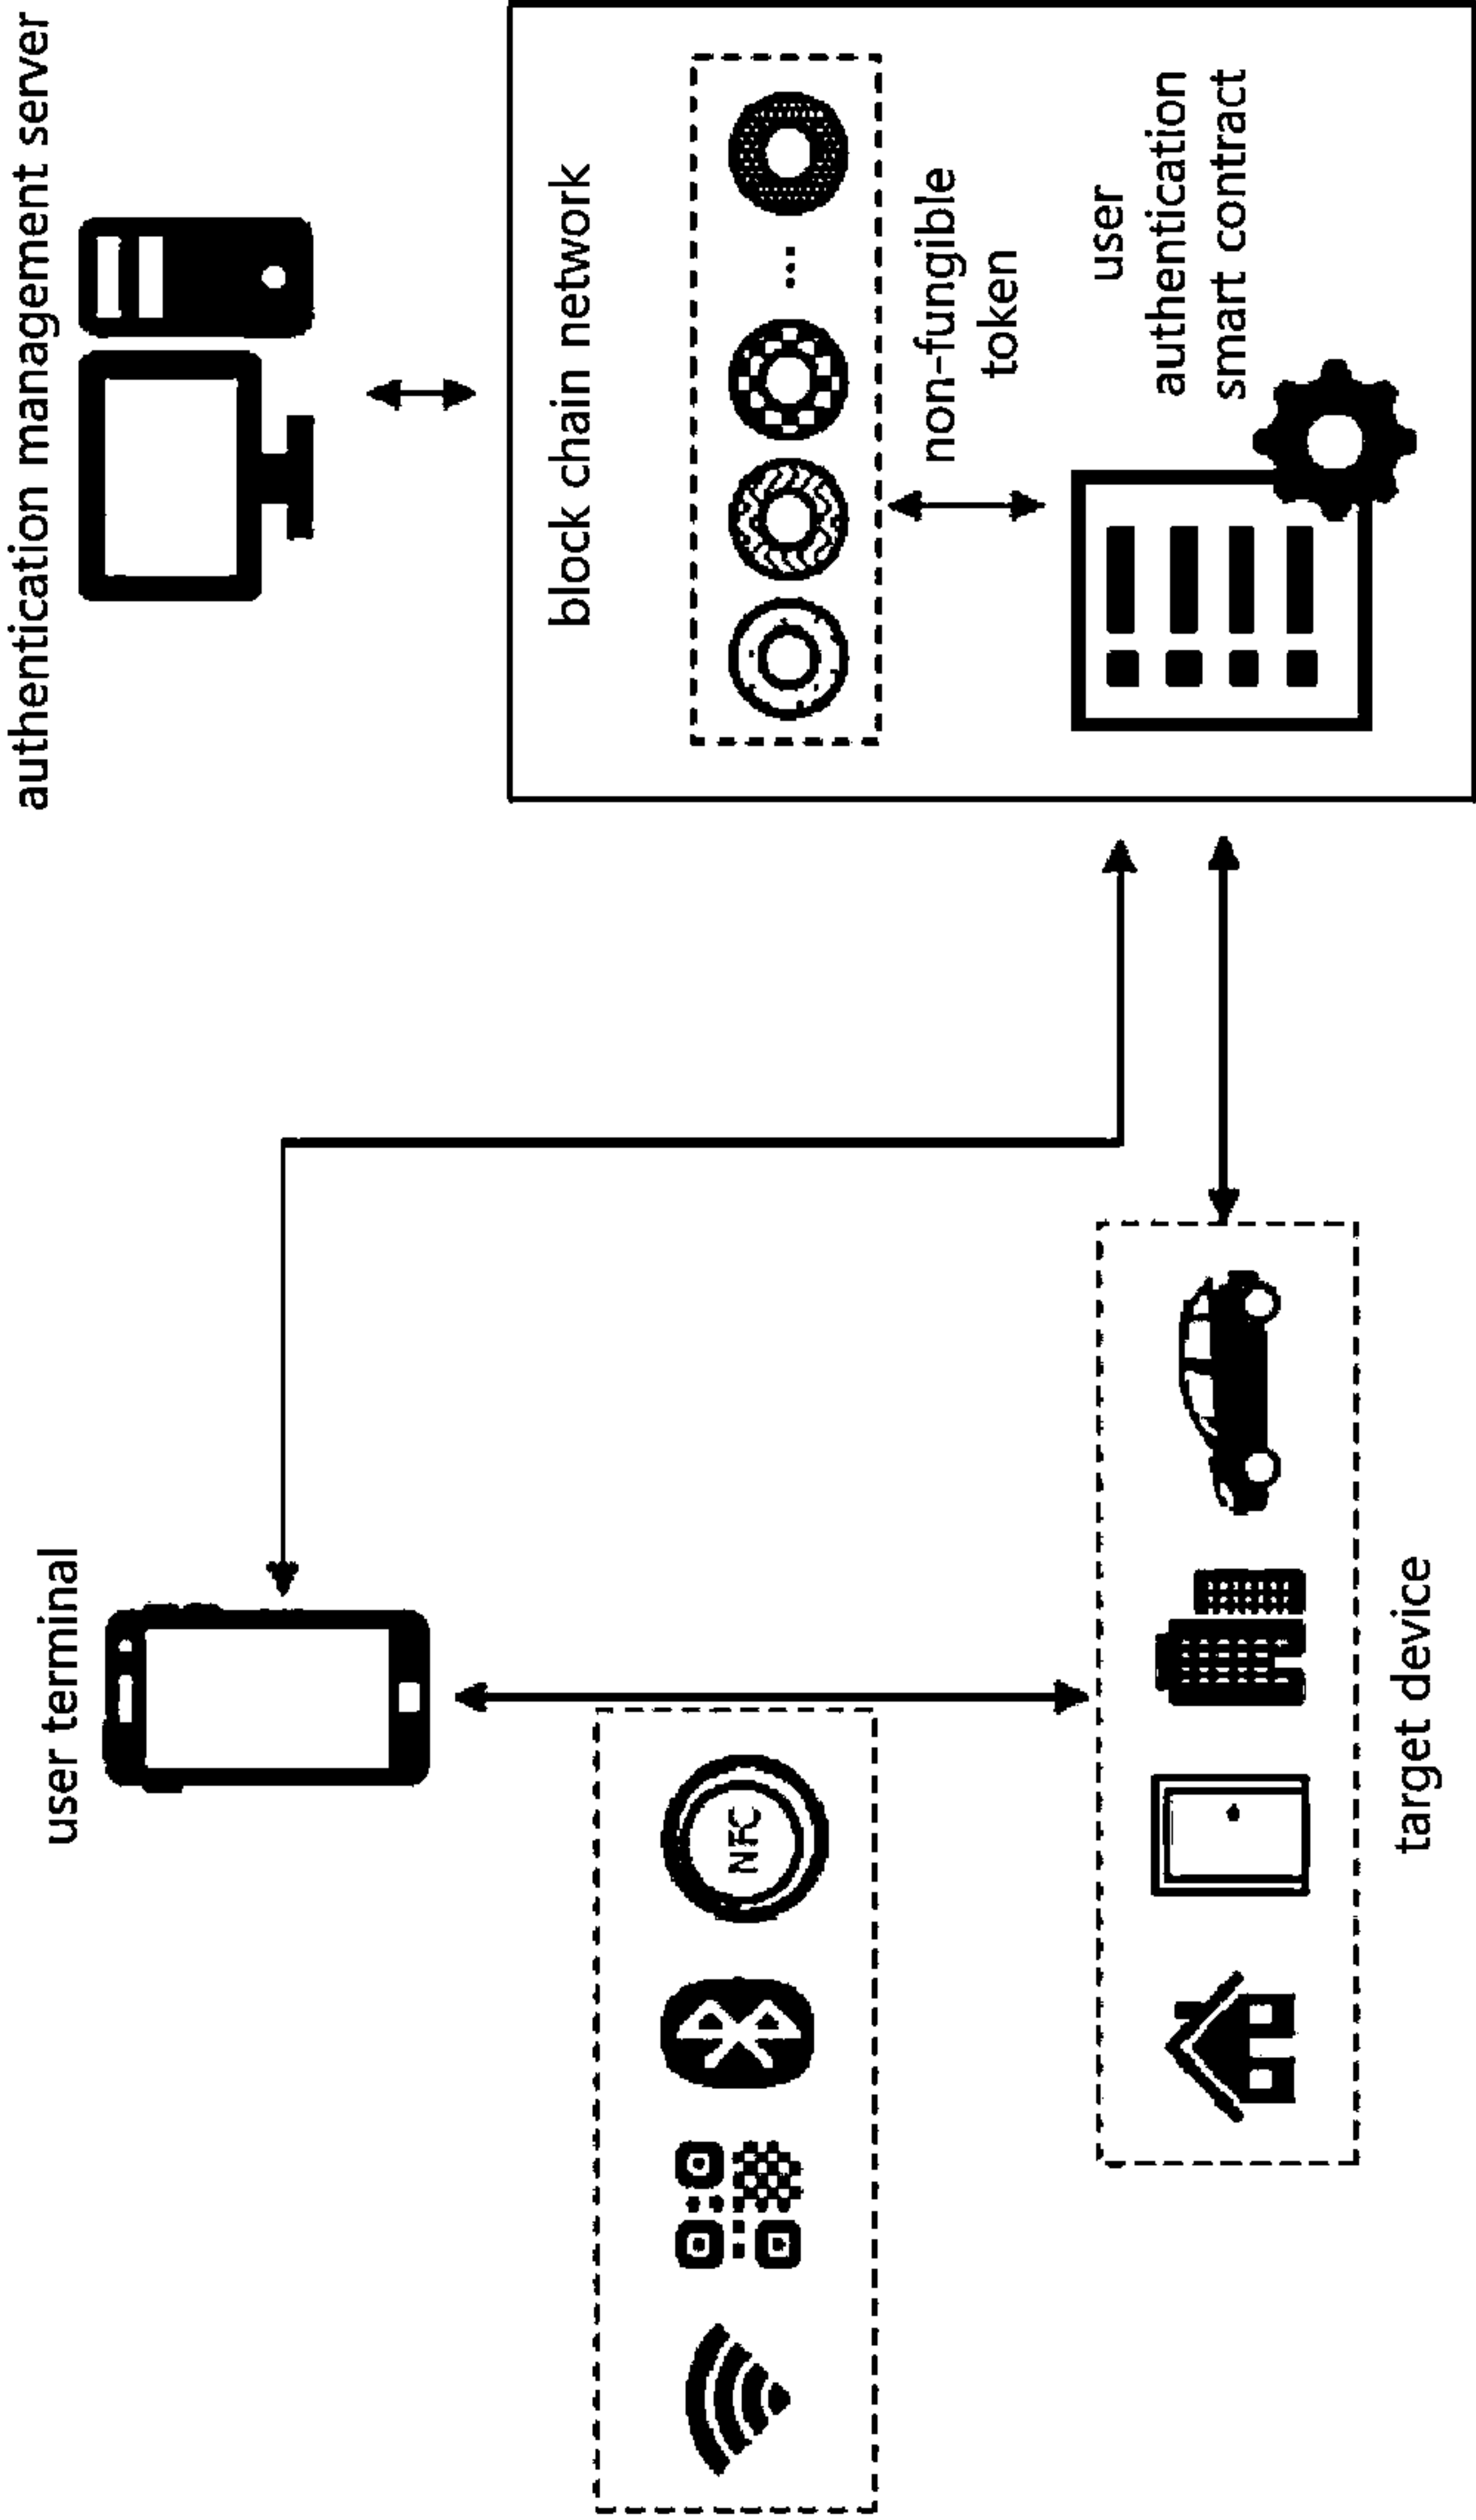 authentication management server
block chain network
non-fungible
token
user
authentication
smart contract
user terminal
NFC
target device